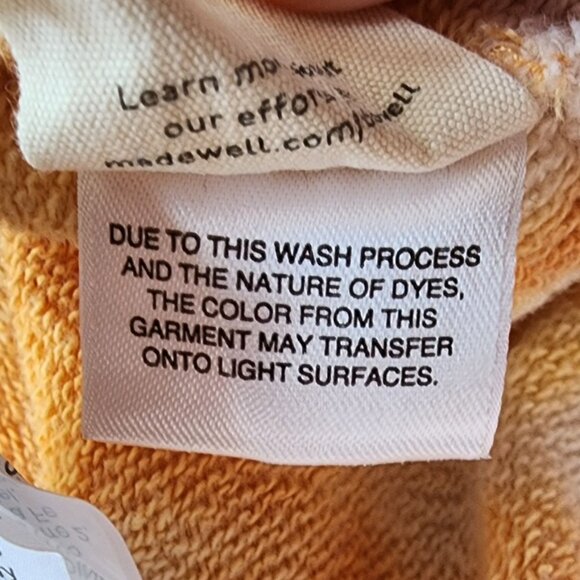 Learn
our efforts
madewell.com/
DUE TO THIS WASH PROCESS
AND THE NATURE OF DYES,
THE COLOR FROM THIS
GARMENT MAY TRANSFER
ONTO LIGHT SURFACES.